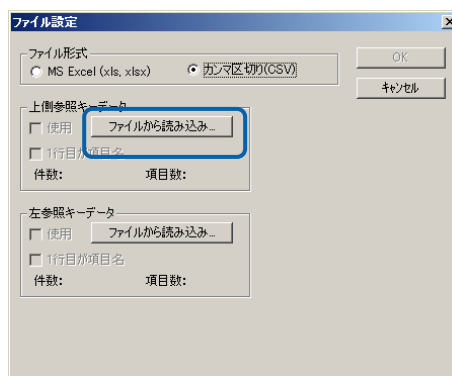 ファイル設定
ファイル形式
MS Excel (xls, xlsx) カンマ区切り(CSV)
OK
キャンセル
上側参照キーデータ
使用 ファイルから読み込み...
1行目が項目名
件数: 項目数:
左参照キーデータ
使用 ファイルから読み込み...
1行目が項目名
件数: 項目数: